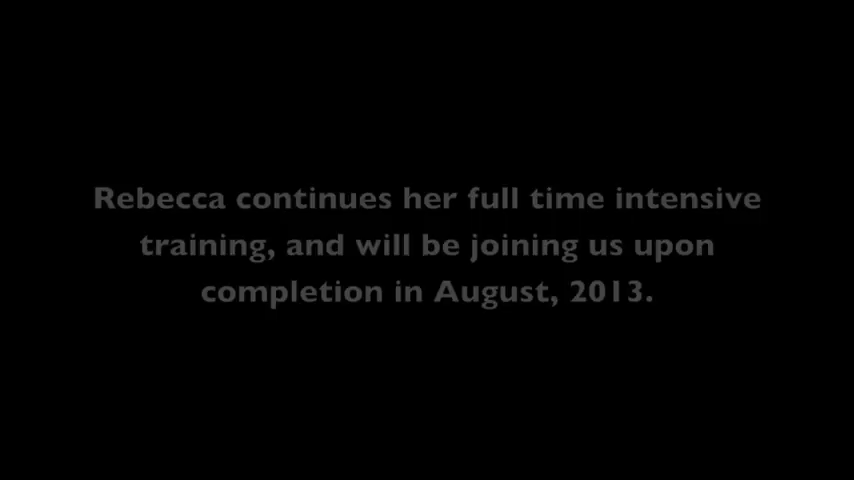 Rebecca continues her full time intensive
training, and will be joining us upon
completion in August, 2013.